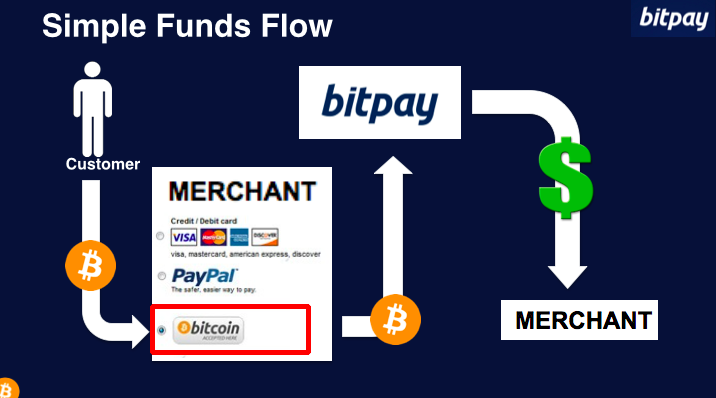 Simple Funds Flow
bitpay
bitpay
Customer
MERCHANT
Credit / Debit card
VISA MasterCard DISCOVER
visa, mastercard, american express, discover
PayPal
The safer, easier way to pay.
bitcoin
ACCEPTED HERE
$
MERCHANT